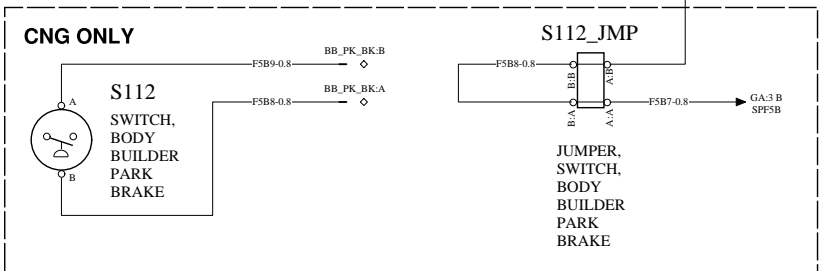 CNG ONLY
S112_JMP
BB_PK_BK:B
F5B9-0.8
F5B8-0.8
B:B
A:B
A
S112
BB_PK_BK:A
F5B8-0.8
F5B7-0.8
GA:3 B
SPF5B
B:A
A:A
SWITCH,
BODY
BUILDER
PARK
BRAKE
B
JUMPER,
SWITCH,
BODY
BUILDER
PARK
BRAKE